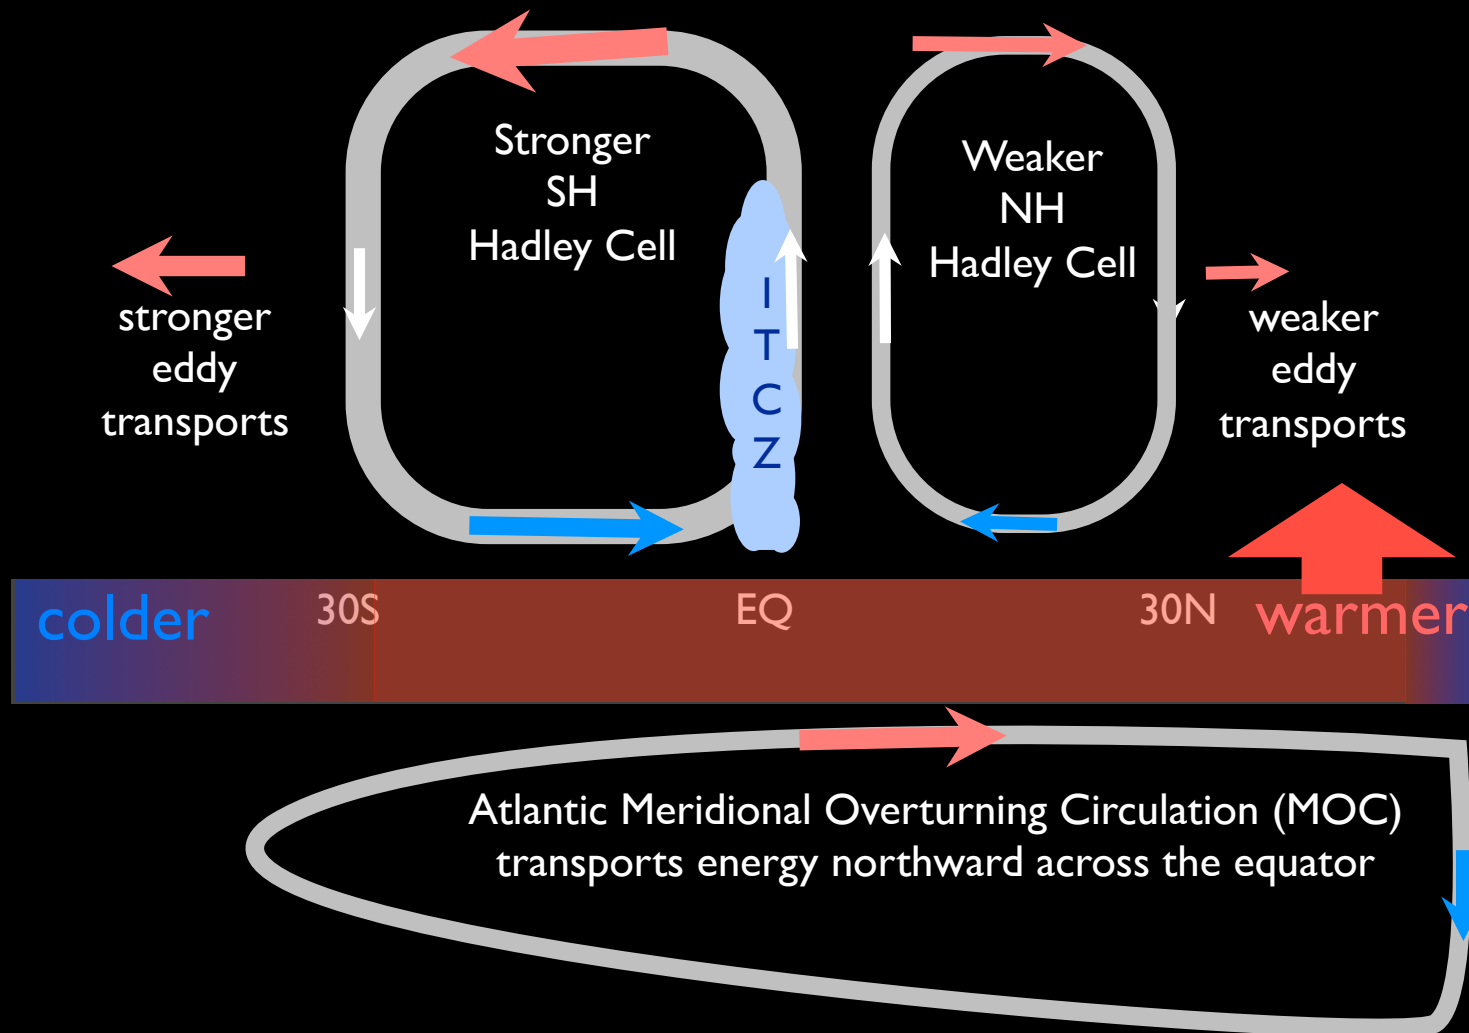 Stronger
SH
Hadley Cell
Weaker
NH
Hadley Cell
stronger
eddy
transports
I
T
C
Z
weaker
eddy
transports
colder
30S
EQ
30N
warmer
Atlantic Meridional Overturning Circulation (MOC)
transports energy northward across the equator